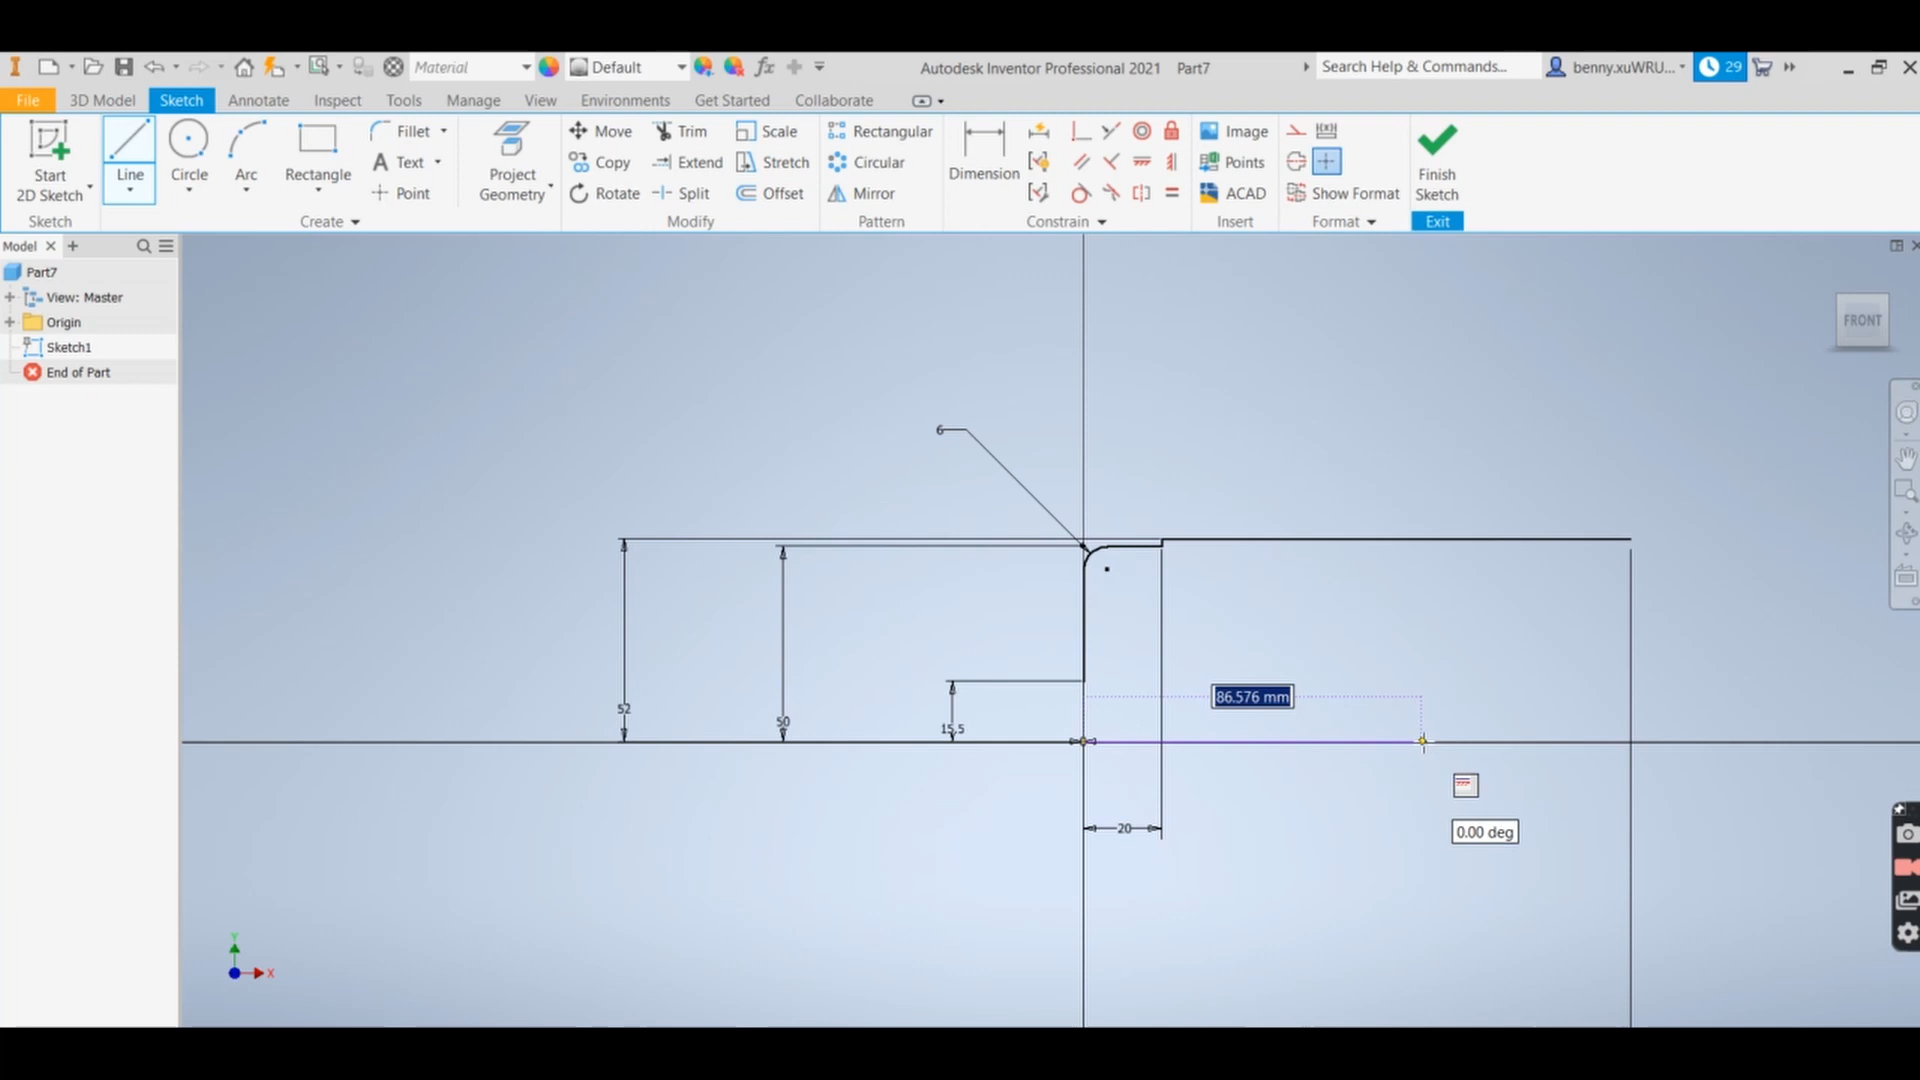 Material
Default
Autodesk Inventor Professional 2021 Part7
Search Help & Commands...
benny.xuWRU...
29
File 3D Model Sketch Annotate Inspect Tools Manage View Environments Get Started Collaborate
Start
2D Sketch
Line
Circle
Arc
Rectangle
Fillet
Text
Point
Project
Geometry
Move
Copy
Rotate
Trim
Extend
Split
Scale
Stretch
Offset
Rectangular
Circular
Mirror
Dimension
Image
Points
ACAD
Show Format
Finish
Sketch
Sketch Create Modify Pattern Constrain Insert Format Exit
Model
Part7
View: Master
Origin
Sketch1
End of Part
FRONT
6
52
50
15.5
86.576 mm
20
0.00 deg
Y
X